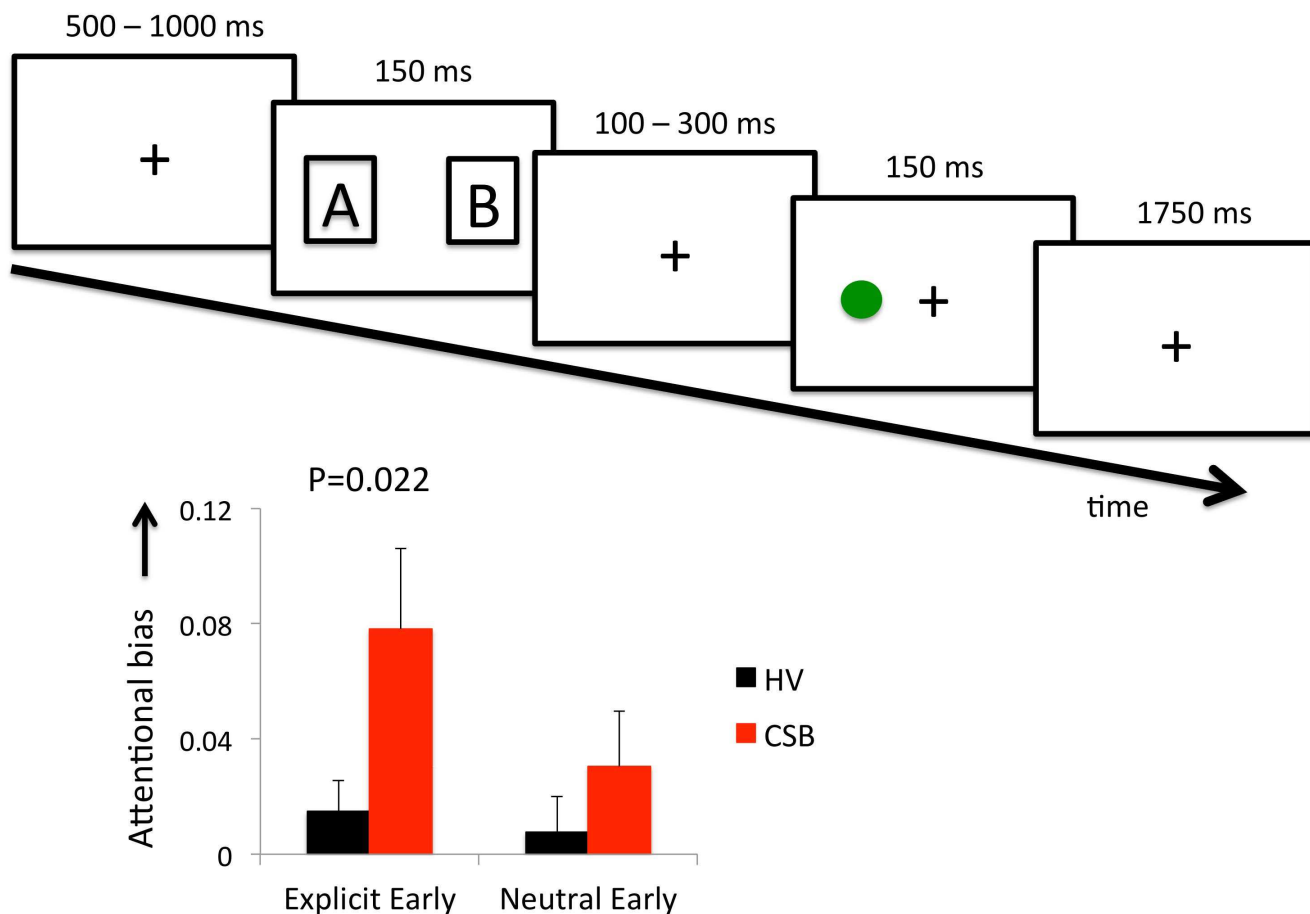 500 – 1000 ms
150 ms
100 – 300 ms
150 ms
1750 ms
+
A
B
+
+
+
time
P=0.022
Attentional bias
0.12
0.08
0.04
0
HV
CSB
Explicit Early
Neutral Early